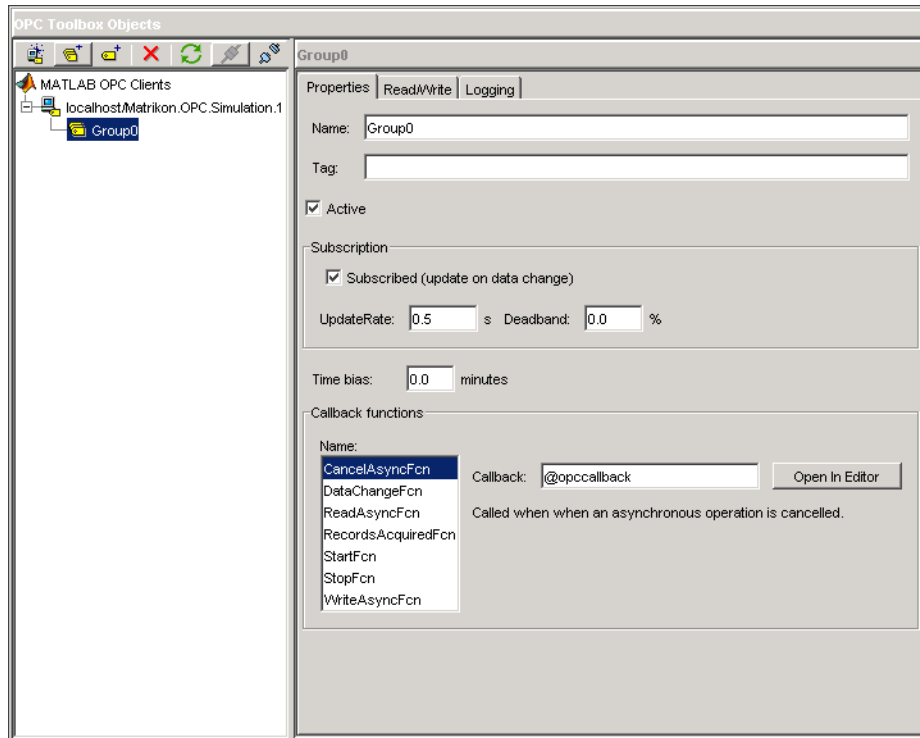 OPC Toolbox Objects
Group0
MATLAB OPC Clients
localhost/Matrikon.OPC.Simulation.1
Group0
Properties Read/Write Logging
Name: Group0
Tag:
Active
Subscription
Subscribed (update on data change)
UpdateRate: 0.5 s Deadband: 0.0 %
Time bias: 0.0 minutes
Callback functions
Name:
CancelAsyncFcn
DataChangeFcn
ReadAsyncFcn
RecordsAcquiredFcn
StartFcn
StopFcn
WriteAsyncFcn
Callback: @opccallback Open In Editor
Called when when an asynchronous operation is cancelled.